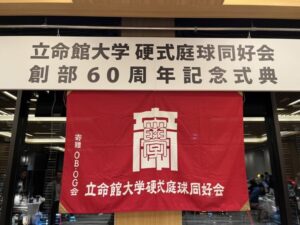 立命館大学 硬式庭球同好会
創部60周年記念式典
寄贈 OB・OG会
立命館大学硬式庭球同好会